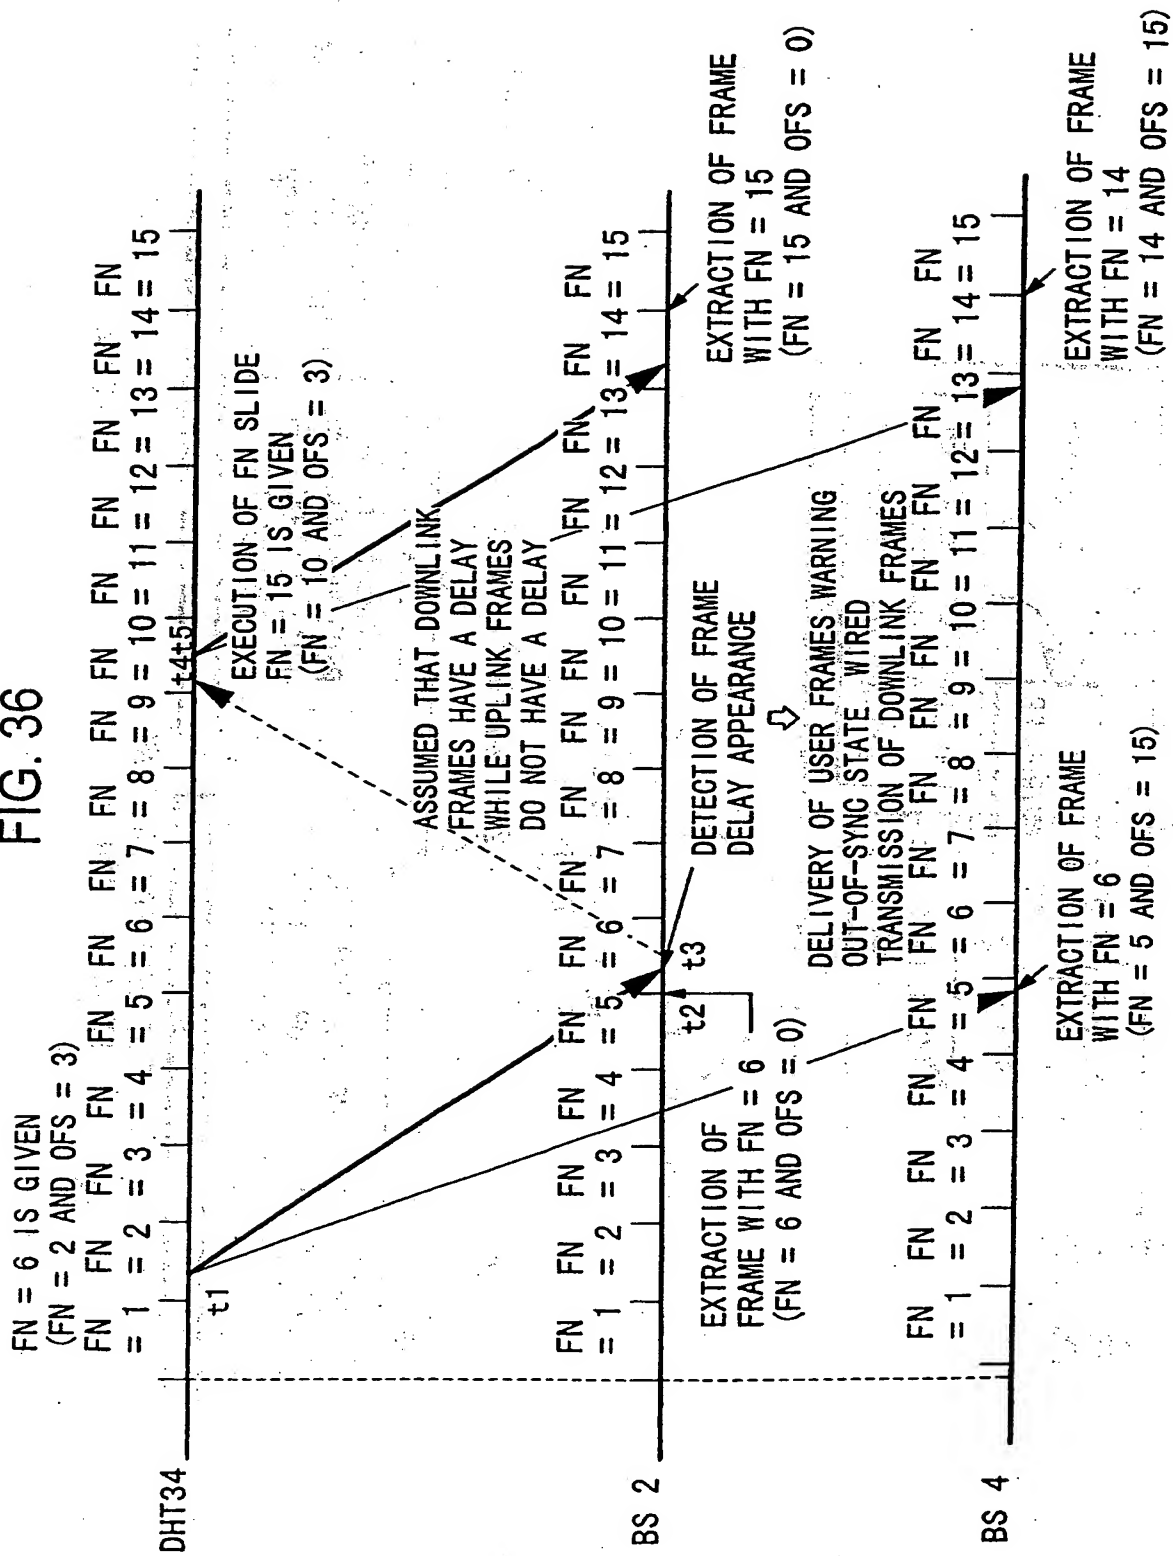 FIG. 36
FN = 6 IS GIVEN
(FN = 2 AND OFS = 3)
FN FN FN FN FN FN FN FN FN FN FN FN FN FN FN
= 1 = 2 = 3 = 4 = 5 = 6 = 7 = 8 = 9 = 10 = 11 = 12 = 13 = 14 = 15
DHT34
t1
t4 t5
EXECUTION OF FN SLIDE
FN = 15 IS GIVEN
(FN = 10 AND OFS = 3)
ASSUMED THAT DOWNLINK
FRAMES HAVE A DELAY
WHILE UPLINK FRAMES
DO NOT HAVE A DELAY
FN FN FN FN FN FN FN FN FN FN FN FN FN FN FN
= 1 = 2 = 3 = 4 = 5 = 6 = 7 = 8 = 9 = 10 = 11 = 12 = 13 = 14 = 15
BS 2
t2
t3
EXTRACTION OF
FRAME WITH FN = 6
(FN = 6 AND OFS = 0)
DETECTION OF FRAME
DELAY APPEARANCE
DELIVERY OF USER FRAMES WARNING
OUT-OF-SYNC STATE WIRED
TRANSMISSION OF DOWNLINK FRAMES
EXTRACTION OF FRAME
WITH FN = 15
(FN = 15 AND OFS = 0)
FN FN FN FN FN FN FN FN FN FN FN FN FN FN FN
= 1 = 2 = 3 = 4 = 5 = 6 = 7 = 8 = 9 = 10 = 11 = 12 = 13 = 14 = 15
BS 4
EXTRACTION OF FRAME
WITH FN = 6
(FN = 5 AND OFS = 15)
EXTRACTION OF FRAME
WITH FN = 14
(FN = 14 AND OFS = 15)